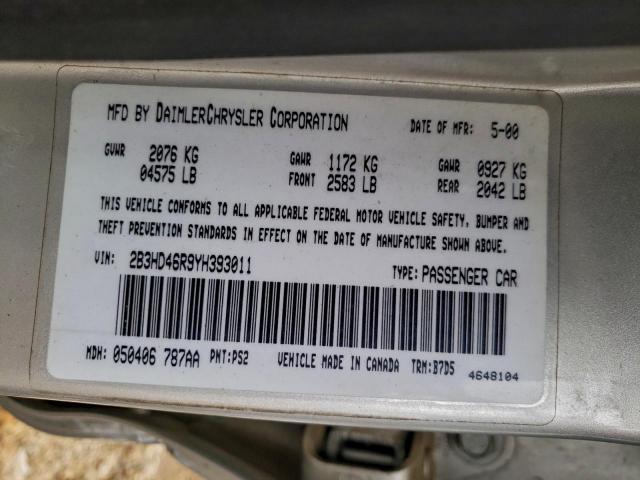 MFD BY DAIMLERCHRYSLER CORPORATION DATE OF MFR: 5-00
GVWR 2076 KG GAWR 1172 KG GAWR 0927 KG
04575 LB FRONT 2583 LB REAR 2042 LB
THIS VEHICLE CONFORMS TO ALL APPLICABLE FEDERAL MOTOR VEHICLE SAFETY, BUMPER AND
THEFT PREVENTION STANDARDS IN EFFECT ON THE DATE OF MANUFACTURE SHOWN ABOVE.
VIN: 2B3HD46R9YH393011 TYPE: PASSENGER CAR
MDH: 050406 787AA PNT: PS2 VEHICLE MADE IN CANADA TRM: B7D5
4648104